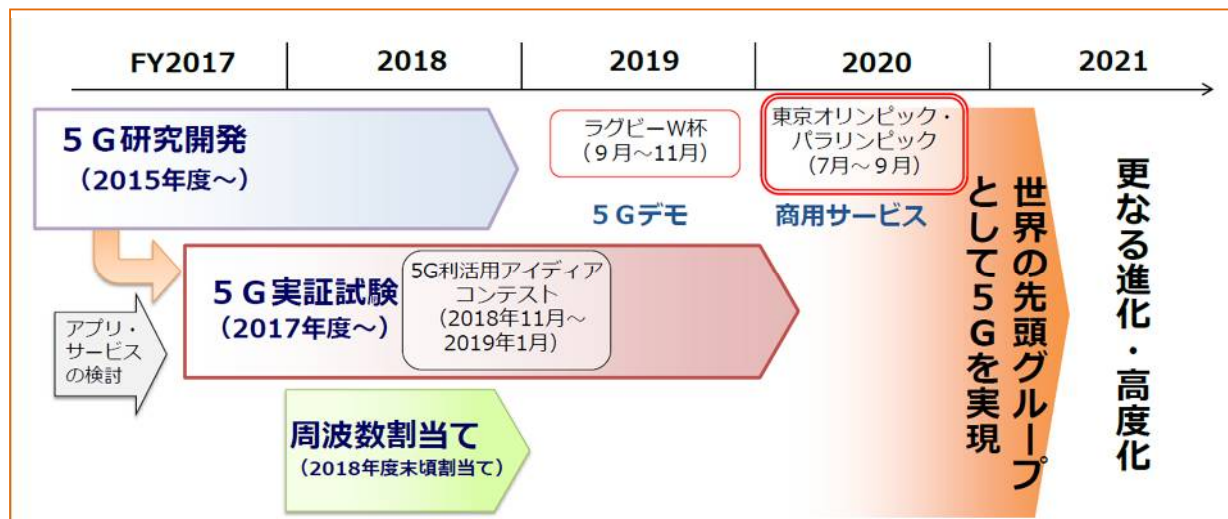 FY2017
2018
2019
2020
2021
5G研究開発
(2015年度～)
ラグビーW杯
(9月～11月)
東京オリンピック・
パラリンピック
(7月～9月)
5Gデモ
商用サービス
5G実証試験
(2017年度～)
5G利活用アイディア
コンテスト
(2018年11月～
2019年1月)
アプリ・
サービス
の検討
周波数割当て
(2018年度末頃割当て)
世界の先頭グループ
として5Gを実現
更なる進化・高度化